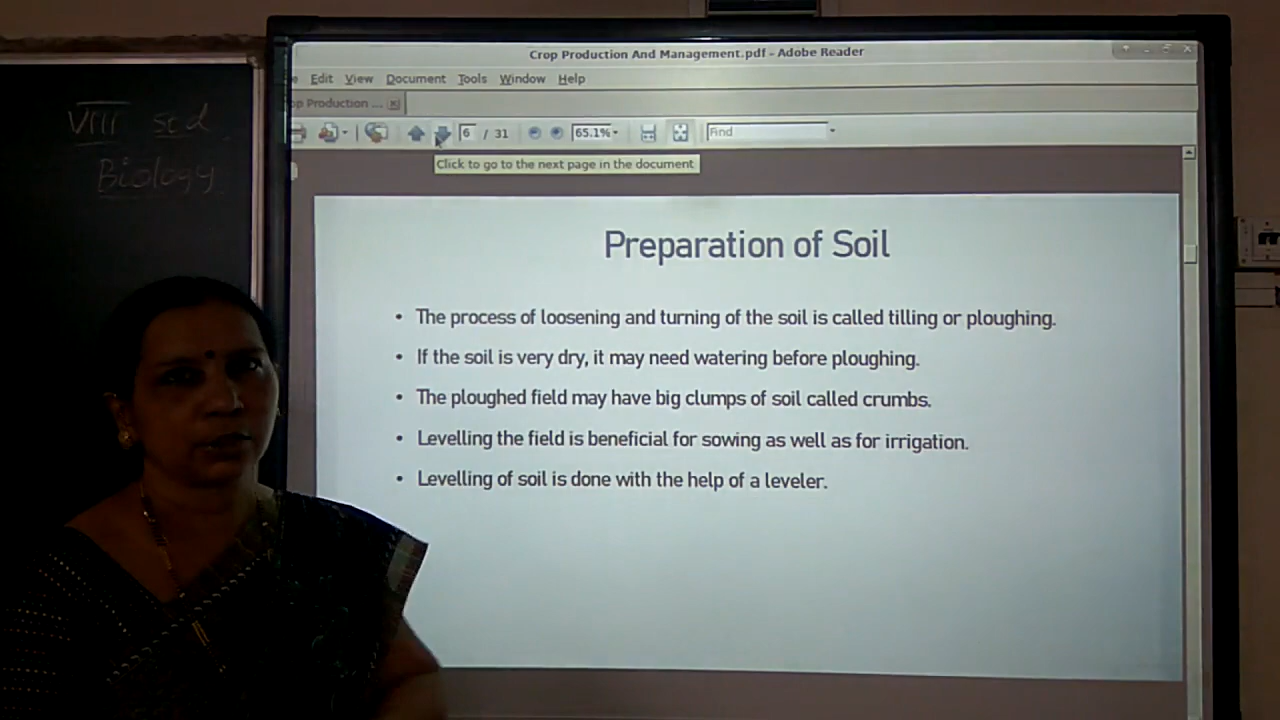 VIII std
Biology
Crop Production And Management.pdf - Adobe Reader
Edit View Document Tools Window Help
op Production ...
6 / 31 65.1% Find
Click to go to the next page in the document
Preparation of Soil
• The process of loosening and turning of the soil is called tilling or ploughing.
• If the soil is very dry, it may need watering before ploughing.
• The ploughed field may have big clumps of soil called crumbs.
• Levelling the field is beneficial for sowing as well as for irrigation.
• Levelling of soil is done with the help of a leveler.